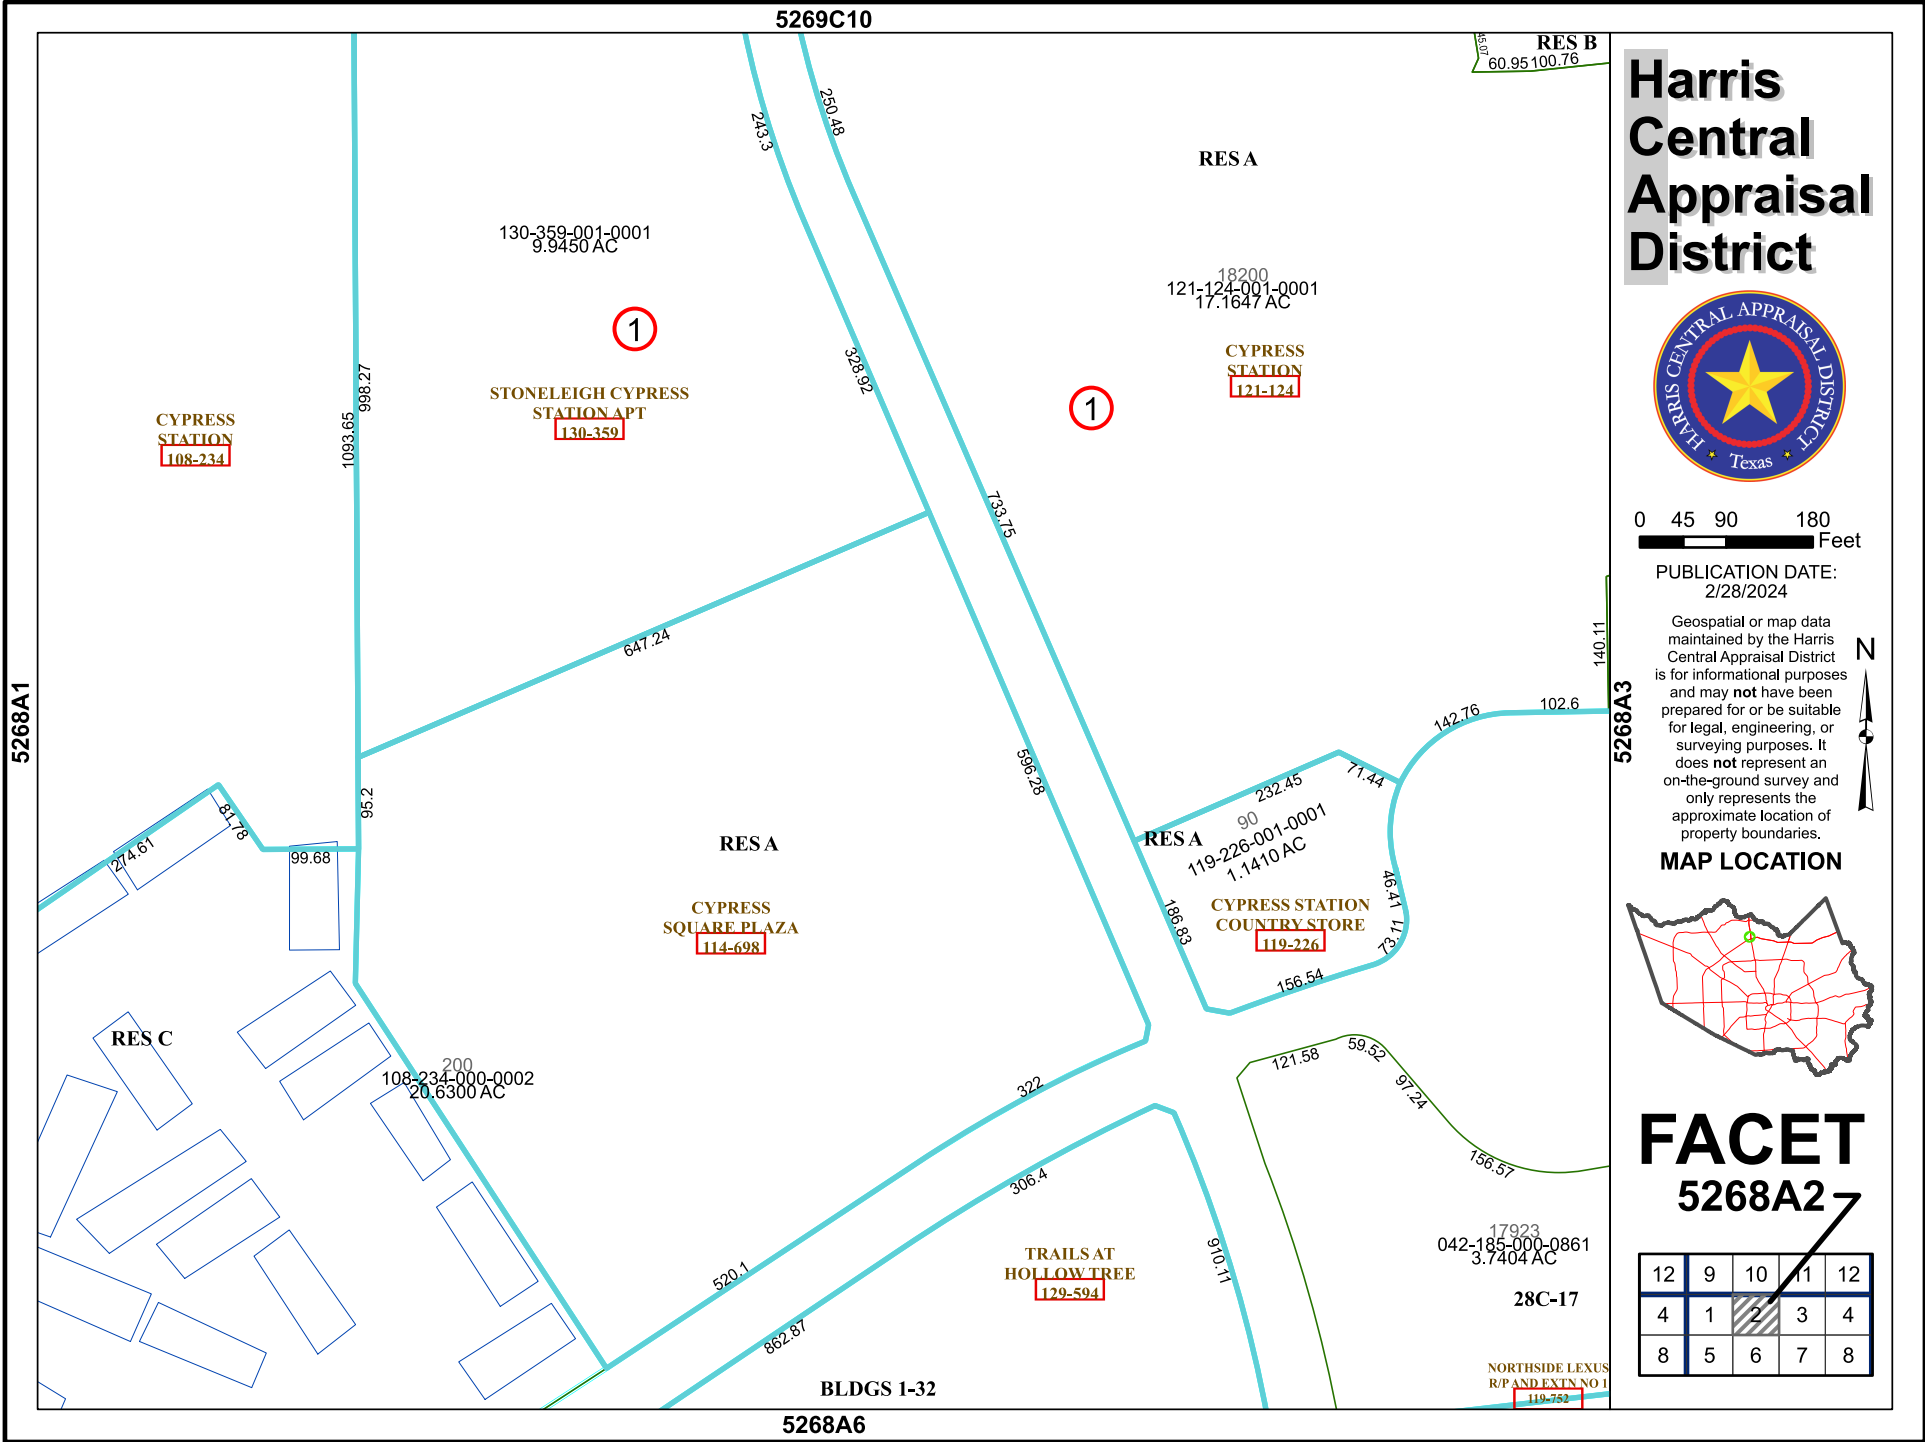 5269C10
45.07
60.95
100.76
RES B
243.3
250.48
RES A
130-359-001-0001
9.9450 AC
18200
121-124-001-0001
17.1647 AC
1
1
CYPRESS
STATION
121-124
328.92
998.27
1093.65
STONELEIGH CYPRESS
STATION APT
130-359
CYPRESS
STATION
108-234
733.75
647.24
140.11
5268A1
5268A3
142.76
102.6
596.28
232.45
71.44
95.2
81.78
274.61
99.68
RES A
RES A
90
119-226-001-0001
1.1410 AC
46.41
73.11
186.83
CYPRESS STATION
COUNTRY STORE
119-226
156.54
CYPRESS
SQUARE PLAZA
114-698
RES C
200
108-234-000-0002
20.6300 AC
322
121.58
59.52
97.24
156.57
306.4
520.1
862.87
910.11
TRAILS AT
HOLLOW TREE
129-594
17923
042-185-000-0861
3.7404 AC
28C-17
BLDGS 1-32
NORTHSIDE LEXUS
R/P AND EXTN NO 1
119-752
5268A6
Harris
Central
Appraisal
District
HARRIS CENTRAL APPRAISAL DISTRICT
Texas
0 45 90 180
Feet
PUBLICATION DATE:
2/28/2024
Geospatial or map data
maintained by the Harris
Central Appraisal District
is for informational purposes
and may not have been
prepared for or be suitable
for legal, engineering, or
surveying purposes. It
does not represent an
on-the-ground survey and
only represents the
approximate location of
property boundaries.
N
MAP LOCATION
FACET
5268A2
12 9 10 11 12
4 1 2 3 4
8 5 6 7 8